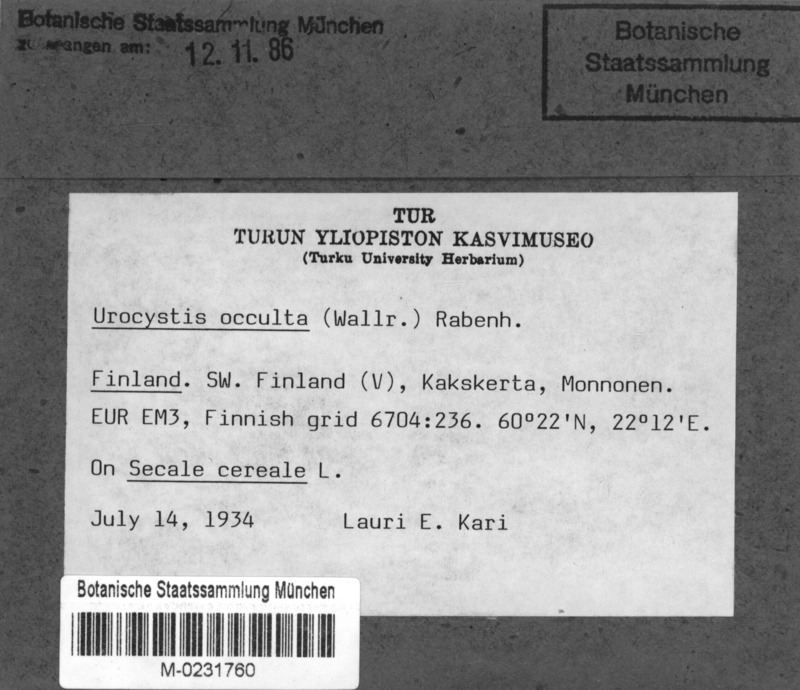 Botanische Staatssammlung München
zugegangen am: 12. 11. 86
Botanische
Staatssammlung
München
TUR
TURUN YLIOPISTON KASVIMUSEO
(Turku University Herbarium)
Urocystis occulta (Wallr.) Rabenh.
Finland. SW. Finland (V), Kakskerta, Monnonen.
EUR EM3, Finnish grid 6704:236. 60°22'N, 22°12'E.
On Secale cereale L.
July 14, 1934 Lauri E. Kari
Botanische Staatssammlung München
M-0231760